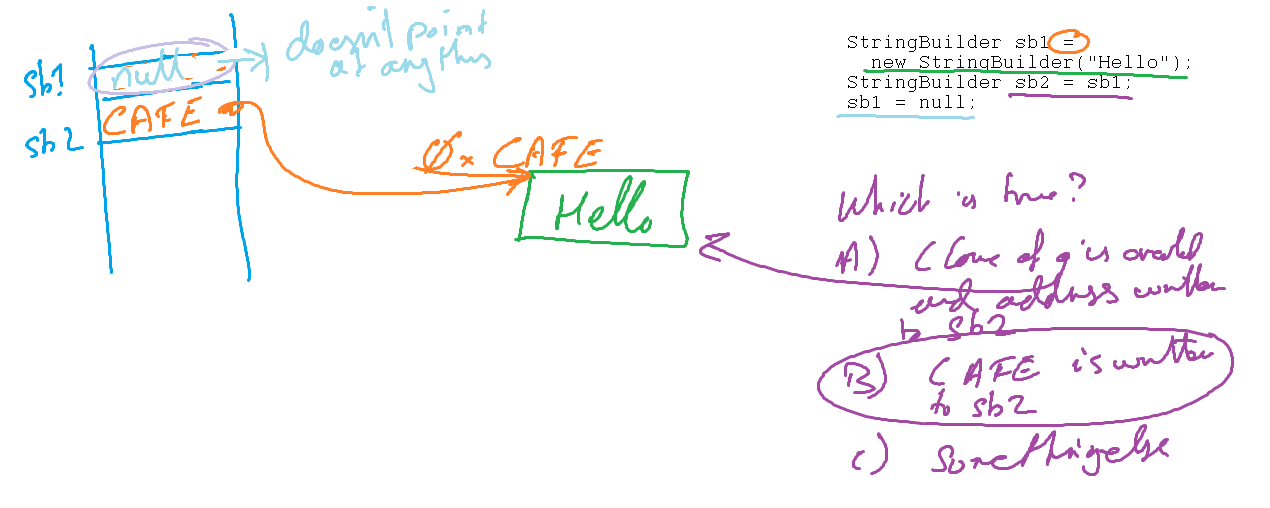 sb1
null
doesn't point
at anything
CAFE
sb2
0x CAFE
Hello
StringBuilder sb1 =
new StringBuilder("Hello");
StringBuilder sb2 = sb1;
sb1 = null;
Which is true?
A) Clone of is
and address written
to sb2
B) CAFE is written
to sb2
c) something else